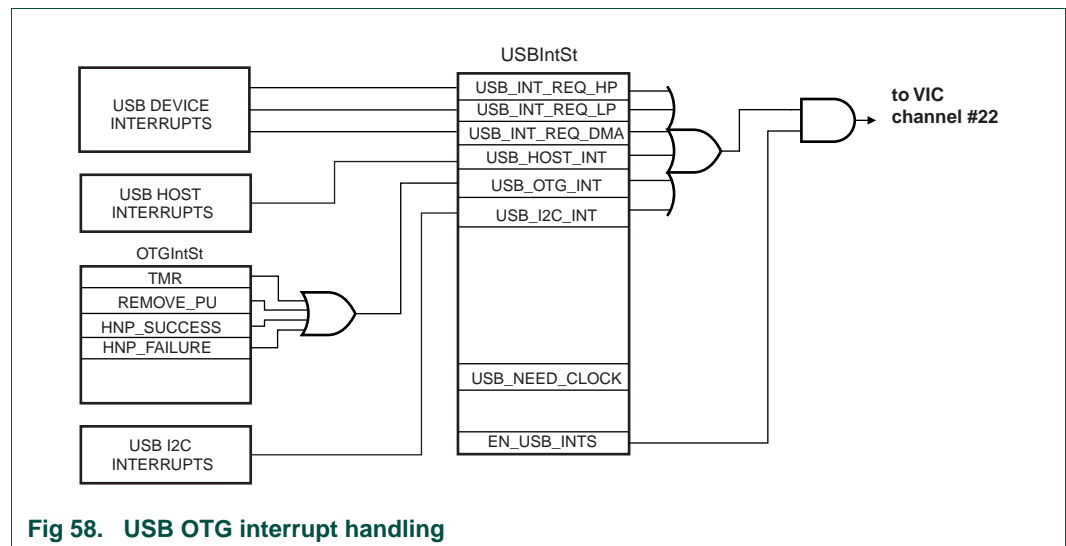 USBIntSt
USB DEVICE
INTERRUPTS
USB_INT_REQ_HP
USB_INT_REQ_LP
USB_INT_REQ_DMA
USB_HOST_INT
USB_OTG_INT
USB_I2C_INT
USB_NEED_CLOCK
EN_USB_INTS
to VIC
channel #22
USB HOST
INTERRUPTS
OTGIntSt
TMR
REMOVE_PU
HNP_SUCCESS
HNP_FAILURE
USB I2C
INTERRUPTS
Fig 58. USB OTG interrupt handling